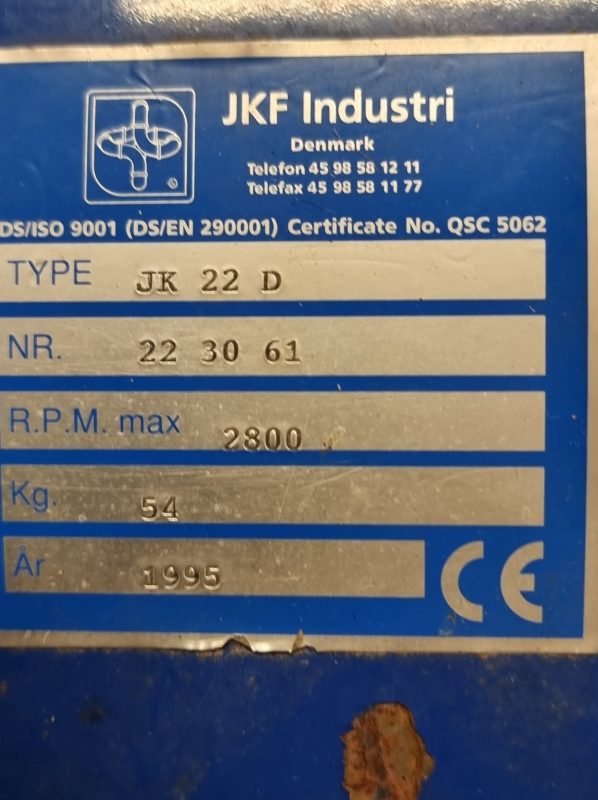 JKF Industri
Denmark
Telefon 45 98 58 12 11
Telefax 45 98 58 11 77
DS/ISO 9001 (DS/EN 290001) Certificate No. QSC 5062
TYPE JK 22 D
NR. 22 30 61
R.P.M. max 2800
Kg. 54
År 1995
CE